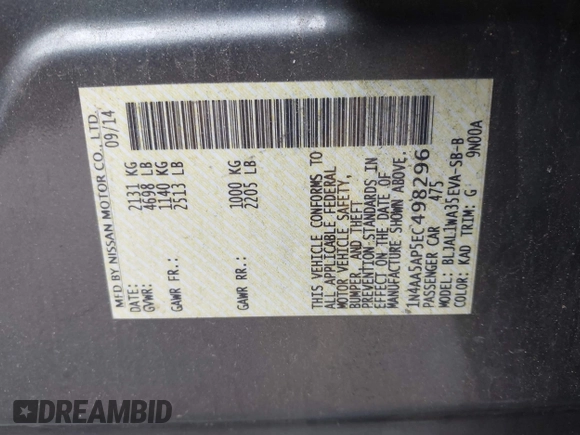 MFD BY NISSAN MOTOR CO., LTD.
DATE: 09/14
GVWR: 2131 KG
4698 LB
GAWR FR.: 1140 KG
2513 LB
GAWR RR.: 1000 KG
2205 LB
THIS VEHICLE CONFORMS TO
ALL APPLICABLE FEDERAL
MOTOR VEHICLE SAFETY,
BUMPER, AND THEFT
PREVENTION STANDARDS IN
EFFECT ON THE DATE OF
MANUFACTURE SHOWN ABOVE.
1N4AA5AP5EC498296
PASSENGER CAR 475
MODEL: BLJALIWA35EVA-SB-B
COLOR: KAD TRIM: G 9N00A
DREAMBID